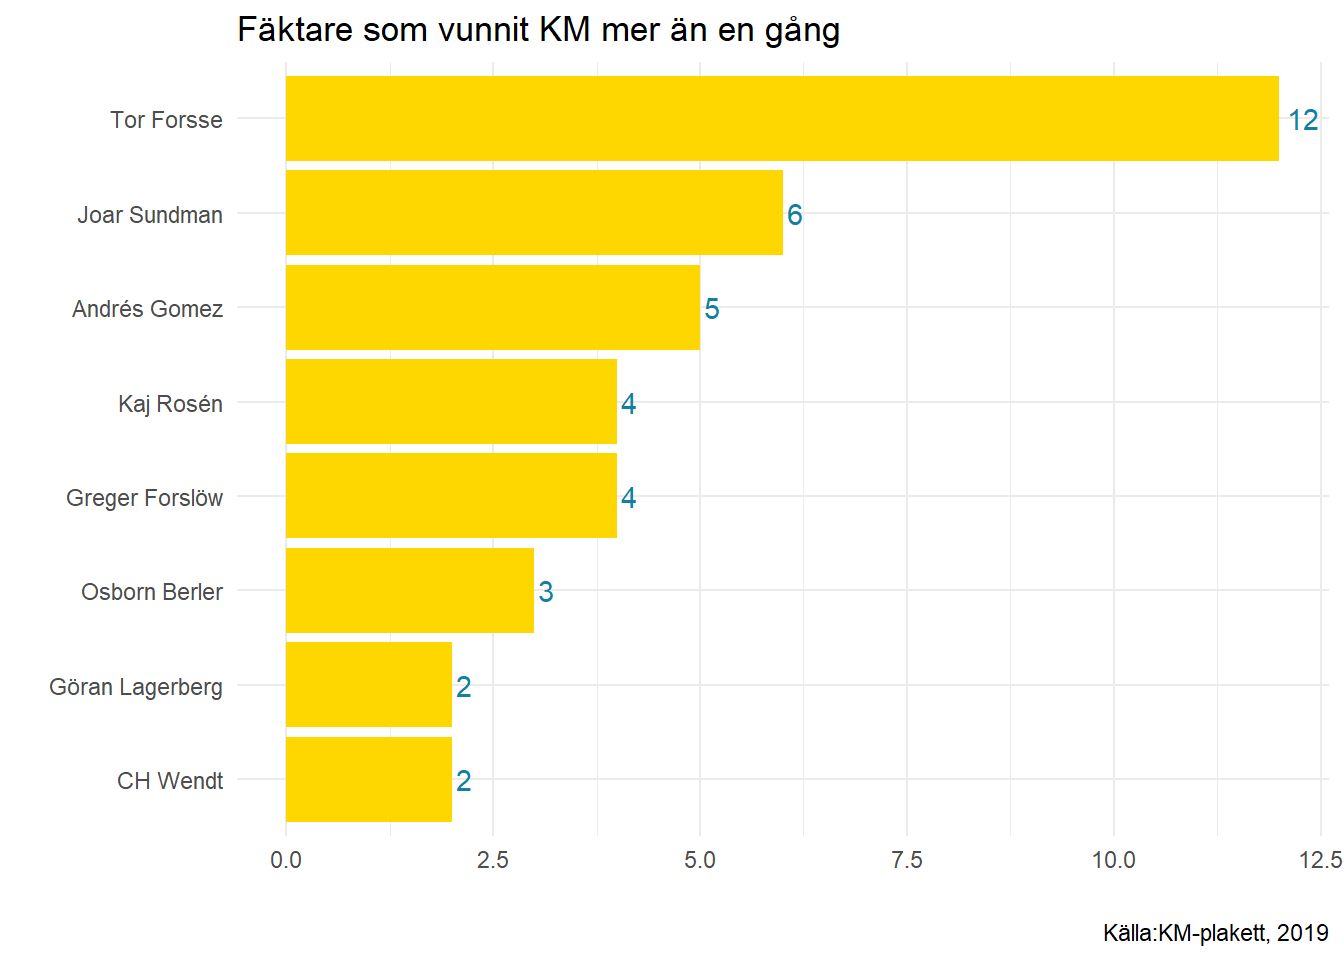 Fäktare som vunnit KM mer än en gång
Tor Forsse
12
Joar Sundman
6
Andrés Gomez
5
Kaj Rosén
4
Greger Forslöw
4
Osborn Berler
3
Göran Lagerberg
2
CH Wendt
2
0.0 2.5 5.0 7.5 10.0 12.5
Källa:KM-plakett, 2019